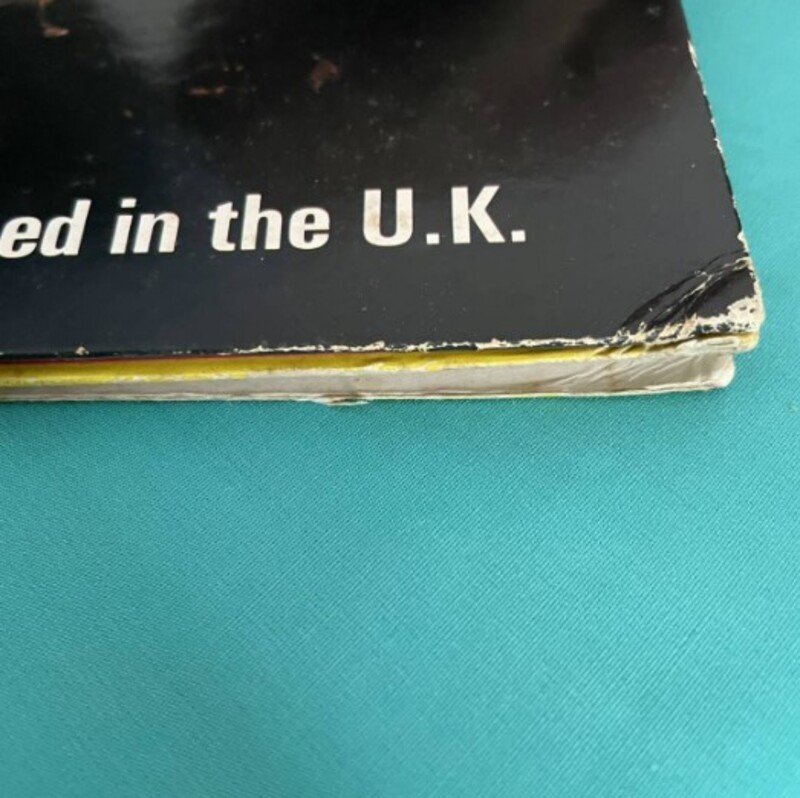 ed in the U.K.